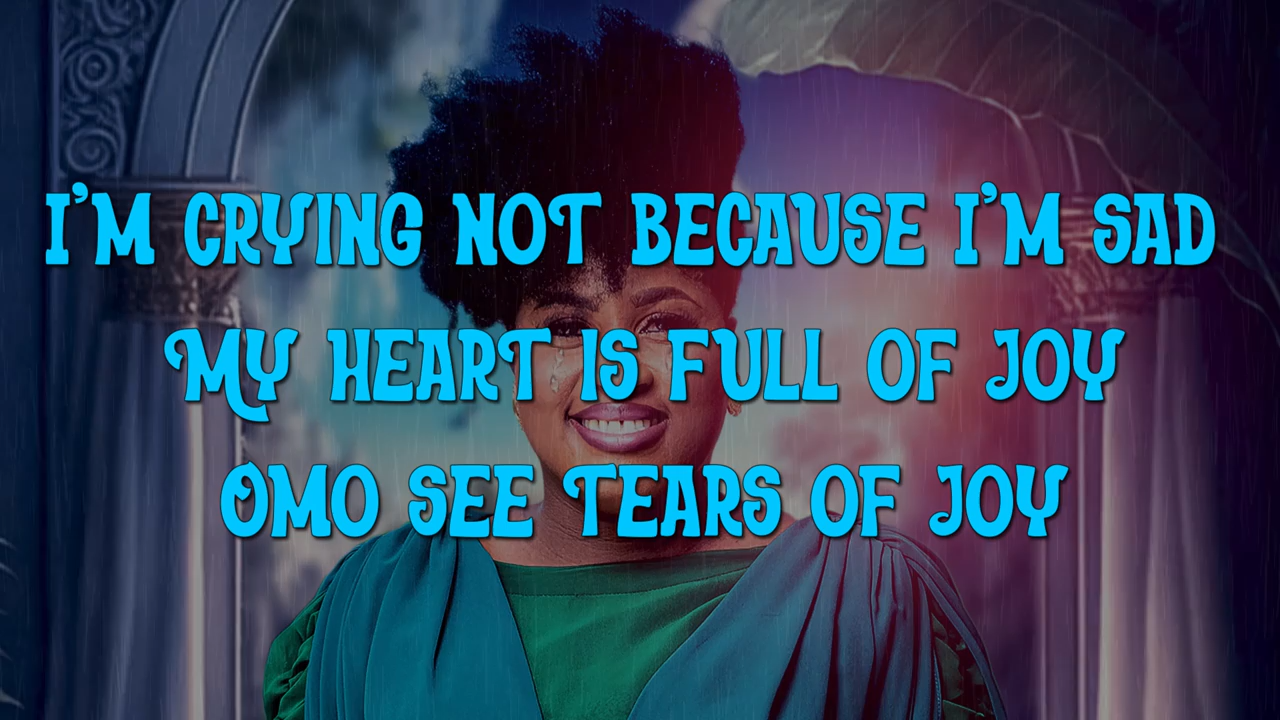 I'M CRYING NOT BECAUSE I'M SAD
MY HEART IS FULL OF JOY
OMO SEE TEARS OF JOY